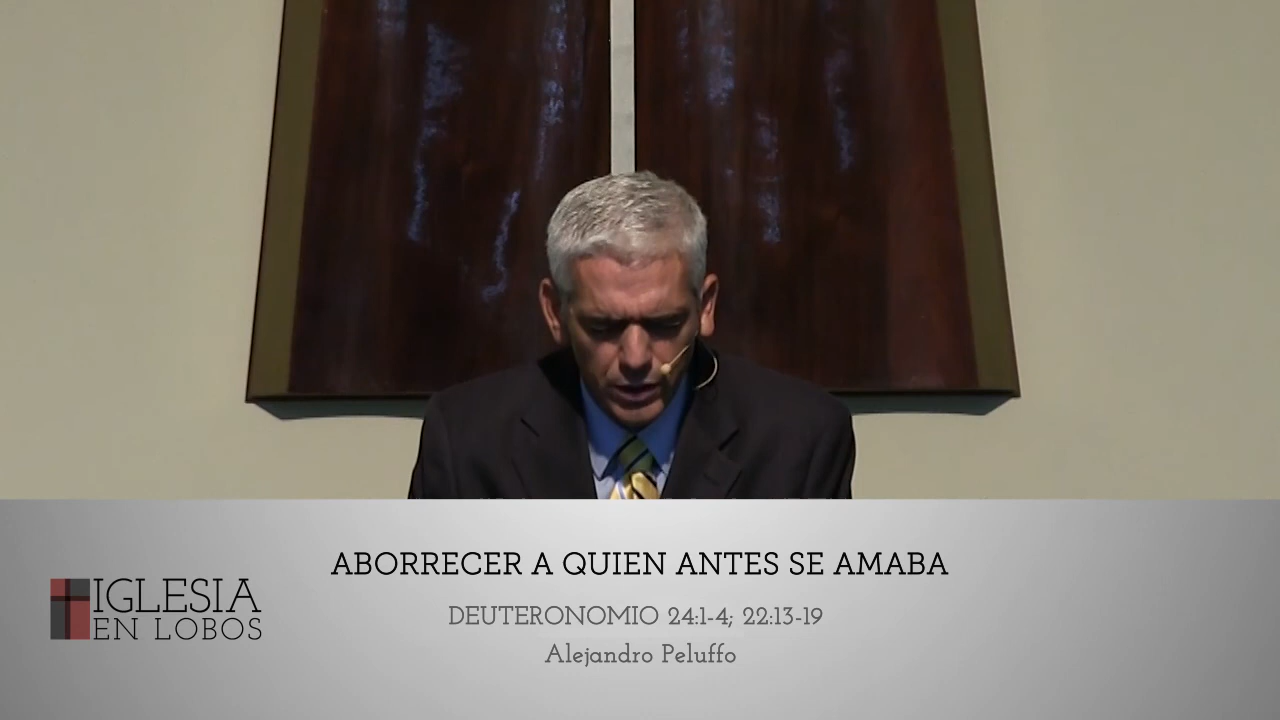 ABORRECER A QUIEN ANTES SE AMABA
DEUTERONOMIO 24:1-4; 22:13-19
Alejandro Peluffo
IGLESIA
EN LOBOS